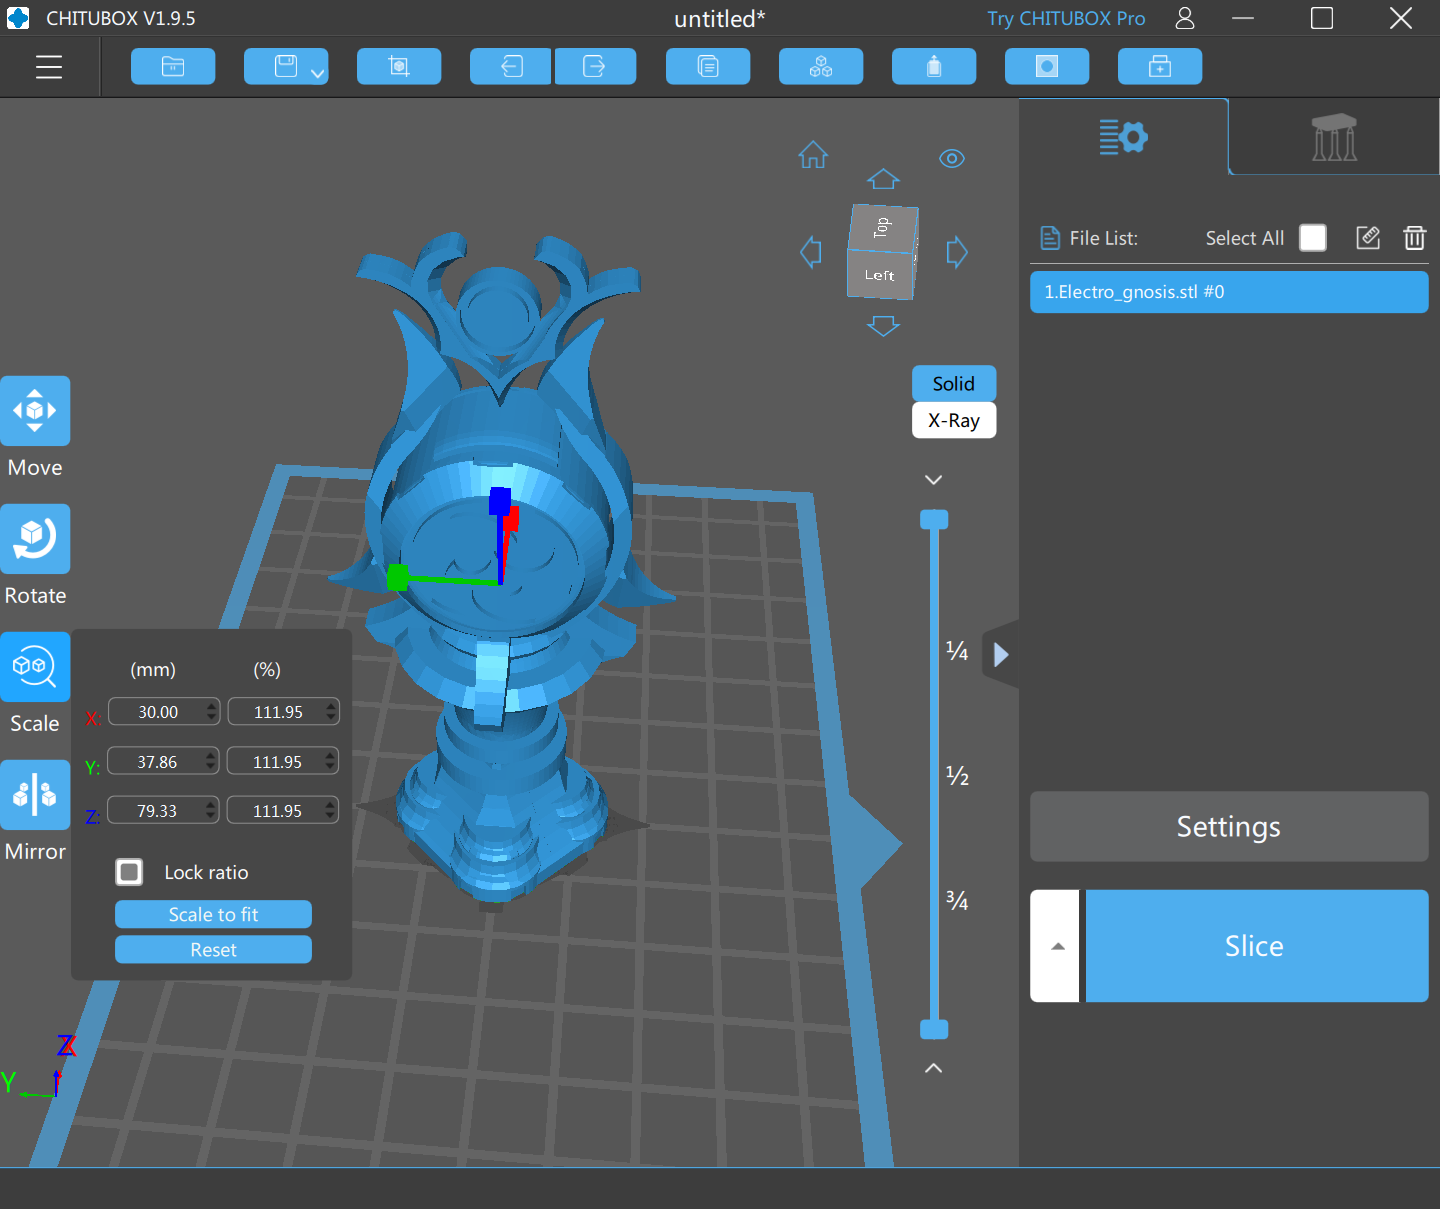 CHITUBOX V1.9.5
untitled*
Try CHITUBOX Pro
Top
Left
File List:
Select All
1.Electro_gnosis.stl #0
Solid
X-Ray
Move
Rotate
Scale
Mirror
(mm) (%)
X: 30.00 111.95
Y: 37.86 111.95
Z: 79.33 111.95
Lock ratio
Scale to fit
Reset
¼
½
¾
Settings
Slice
Z X
Y